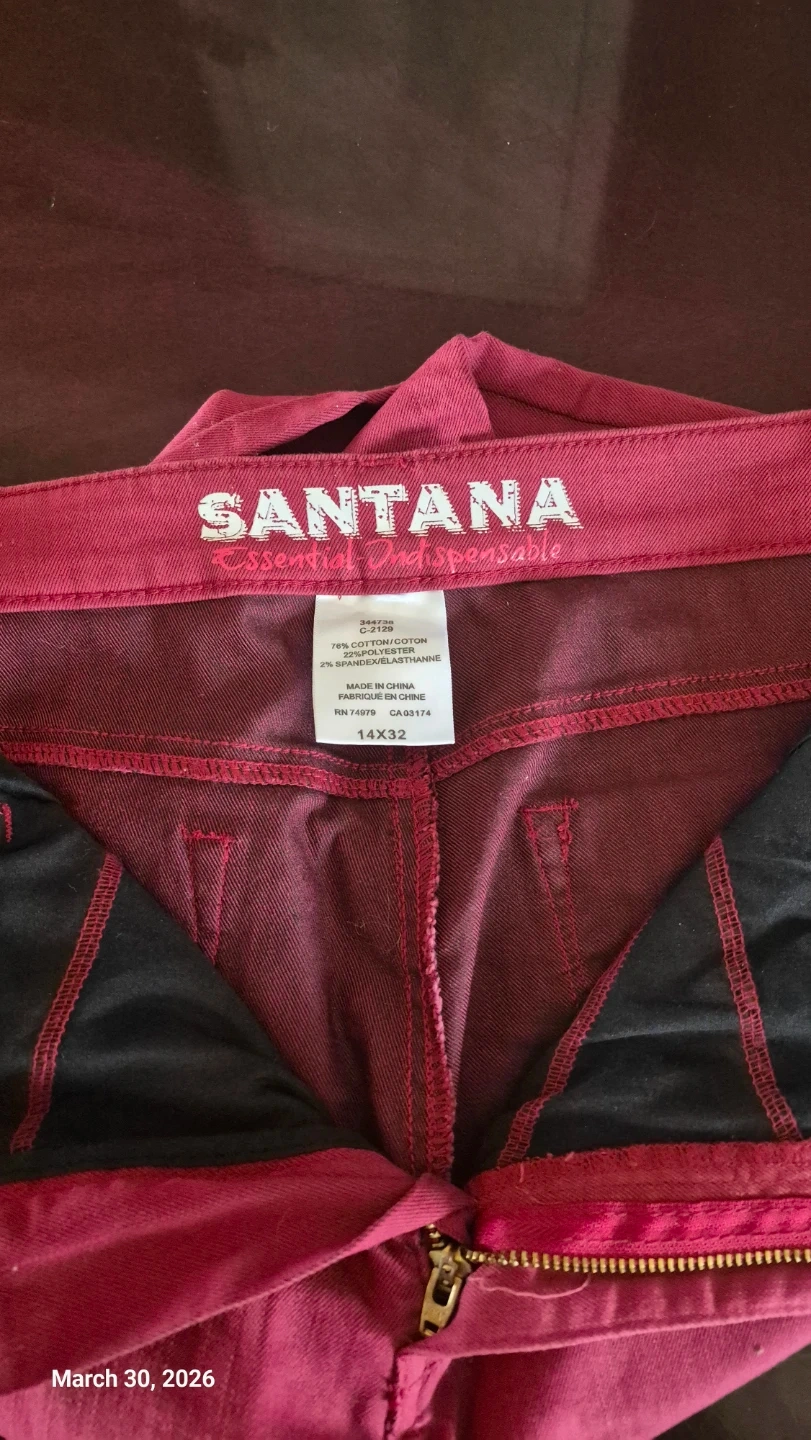 SANTANA
Essential Indispensable
C-2129
76% COTTON/COTON
22%POLYESTER
2% SPANDEX/ÉLASTHANNE
MADE IN CHINA
FABRIQUÉ EN CHINE
RN 74979 CA 03174
14X32
March 30, 2026